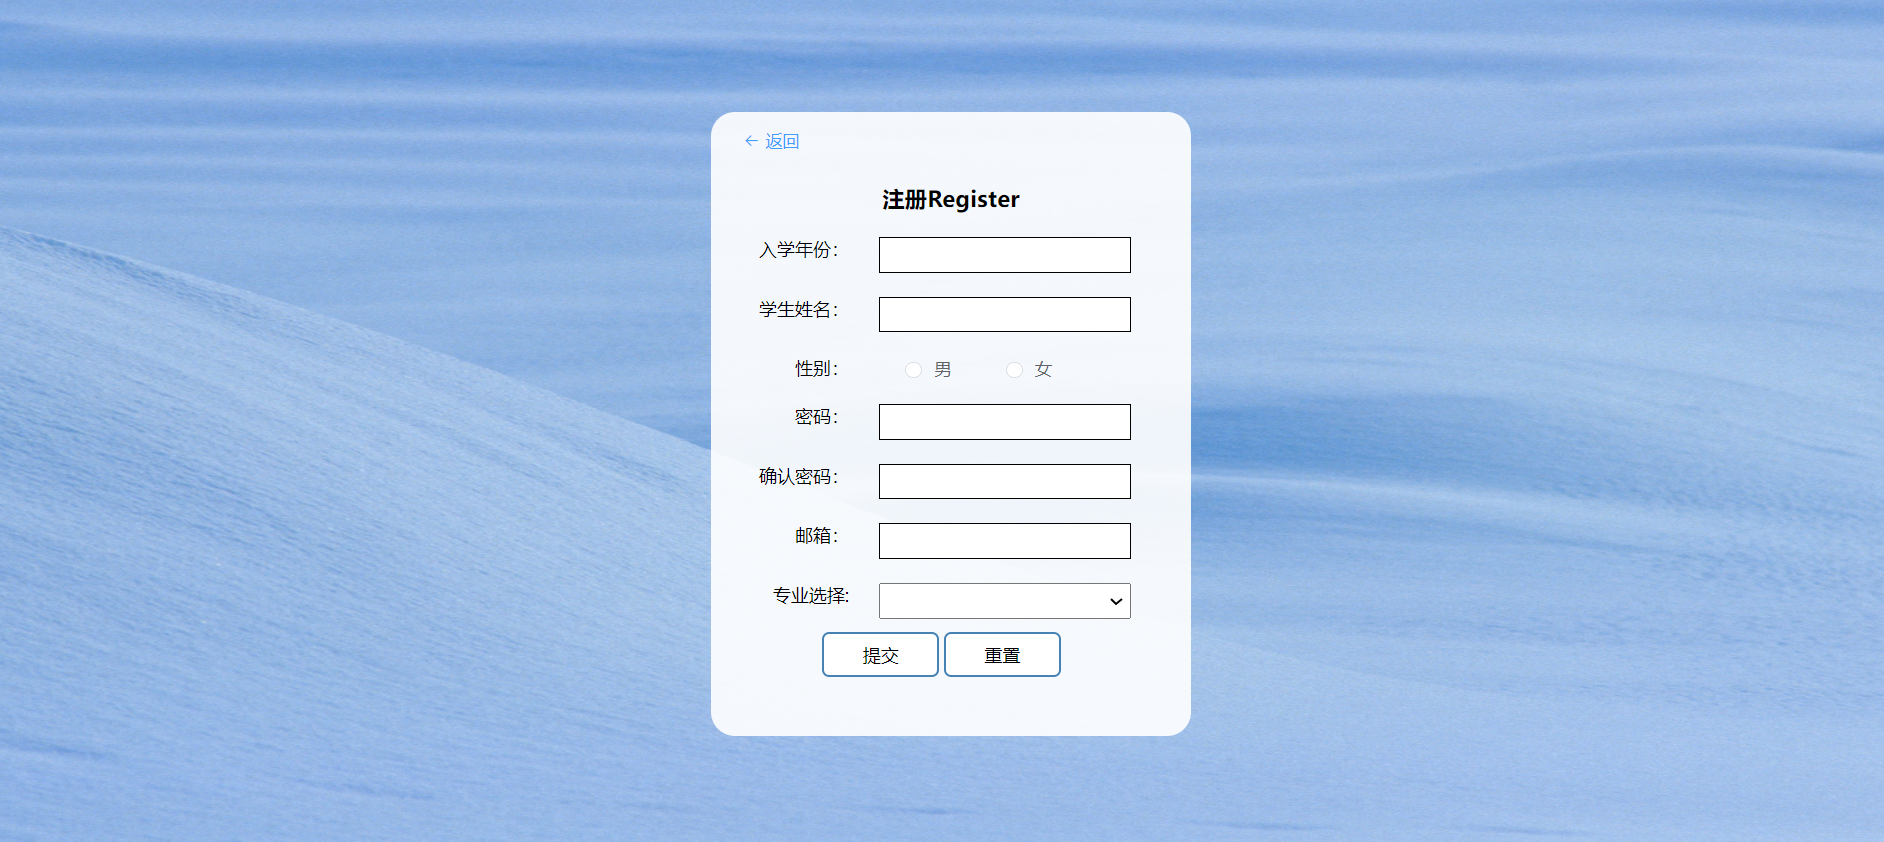 ← 返回
注册Register
入学年份：
学生姓名：
性别： 男 女
密码：
确认密码：
邮箱：
专业选择:
提交 重置